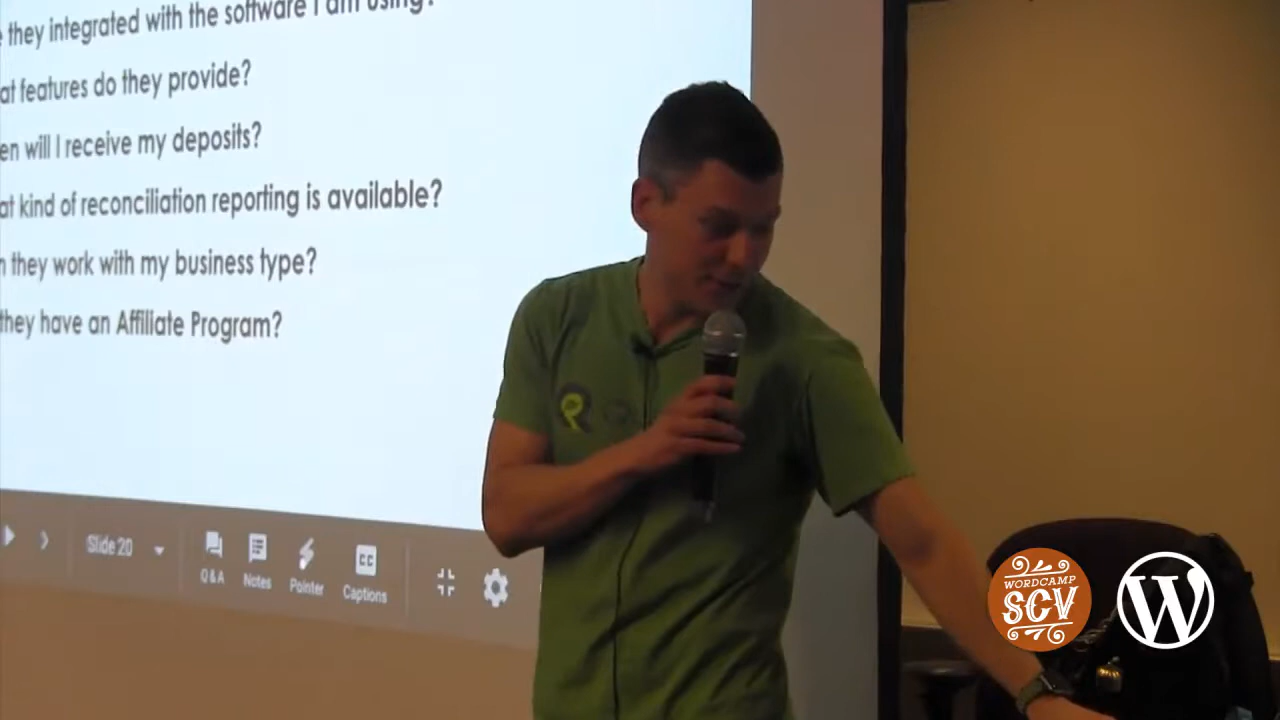 they integrated with the software I am using?
at features do they provide?
en will I receive my deposits?
at kind of reconciliation reporting is available?
n they work with my business type?
they have an Affiliate Program?
Slide 20
Q&A
Notes
Pointer
CC
Captions
WORDCAMP
SCV
W